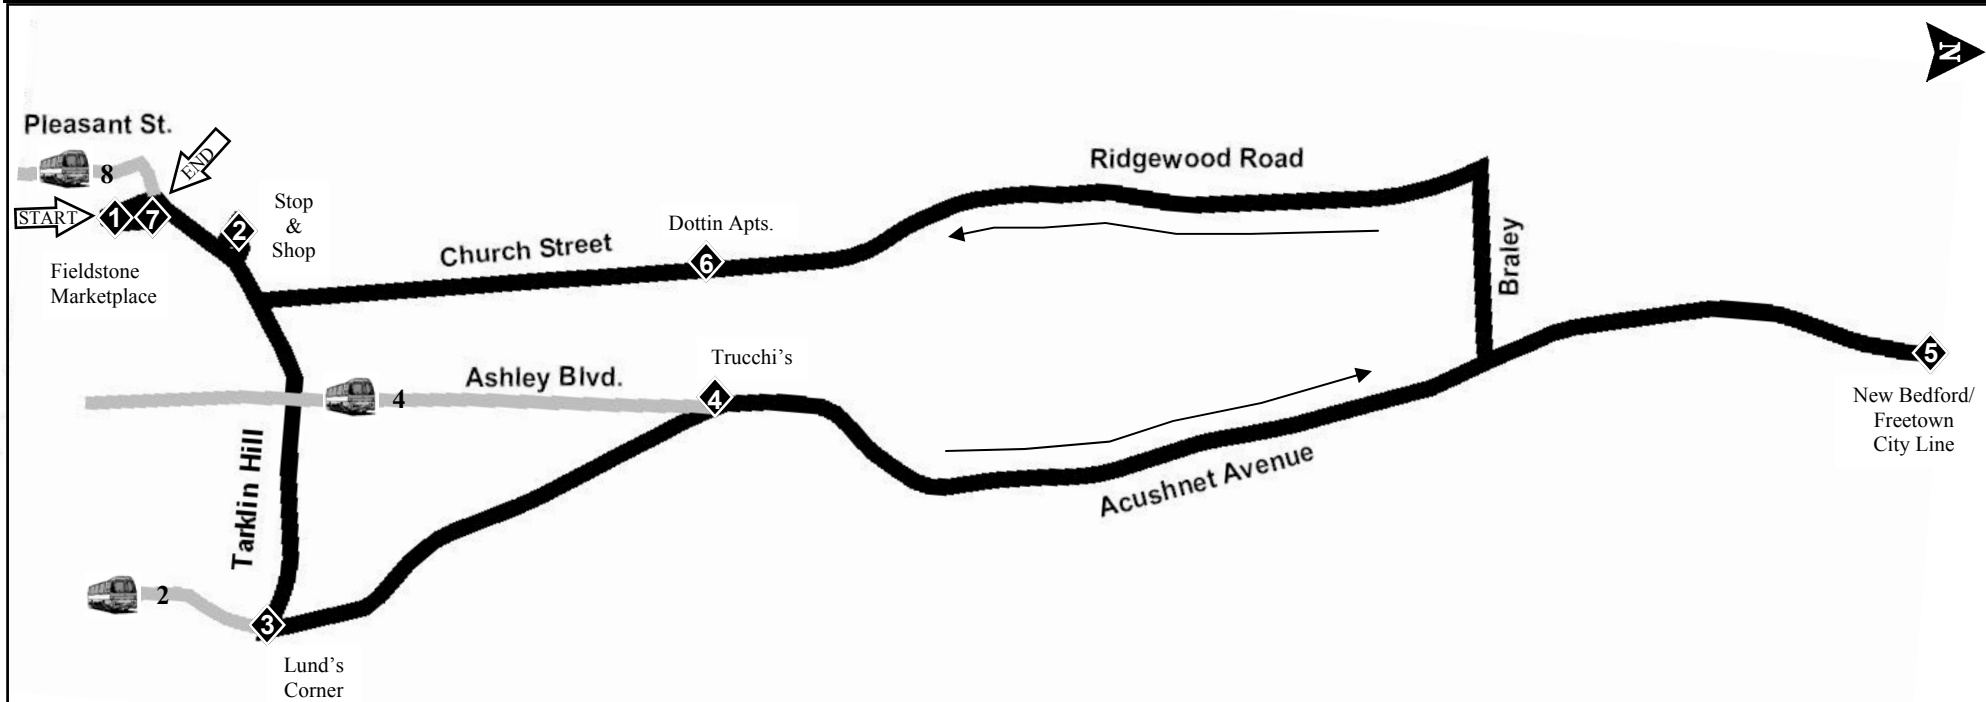 N
Pleasant St.
END
8
START
1
7
2
Stop
&
Shop
Fieldstone
Marketplace
Church Street
Dottin Apts.
6
Ridgewood Road
Braley
Trucchi's
Ashley Blvd.
4
4
5
New Bedford/
Freetown
City Line
Acushnet Avenue
Tarklin Hill
2
3
Lund's
Corner